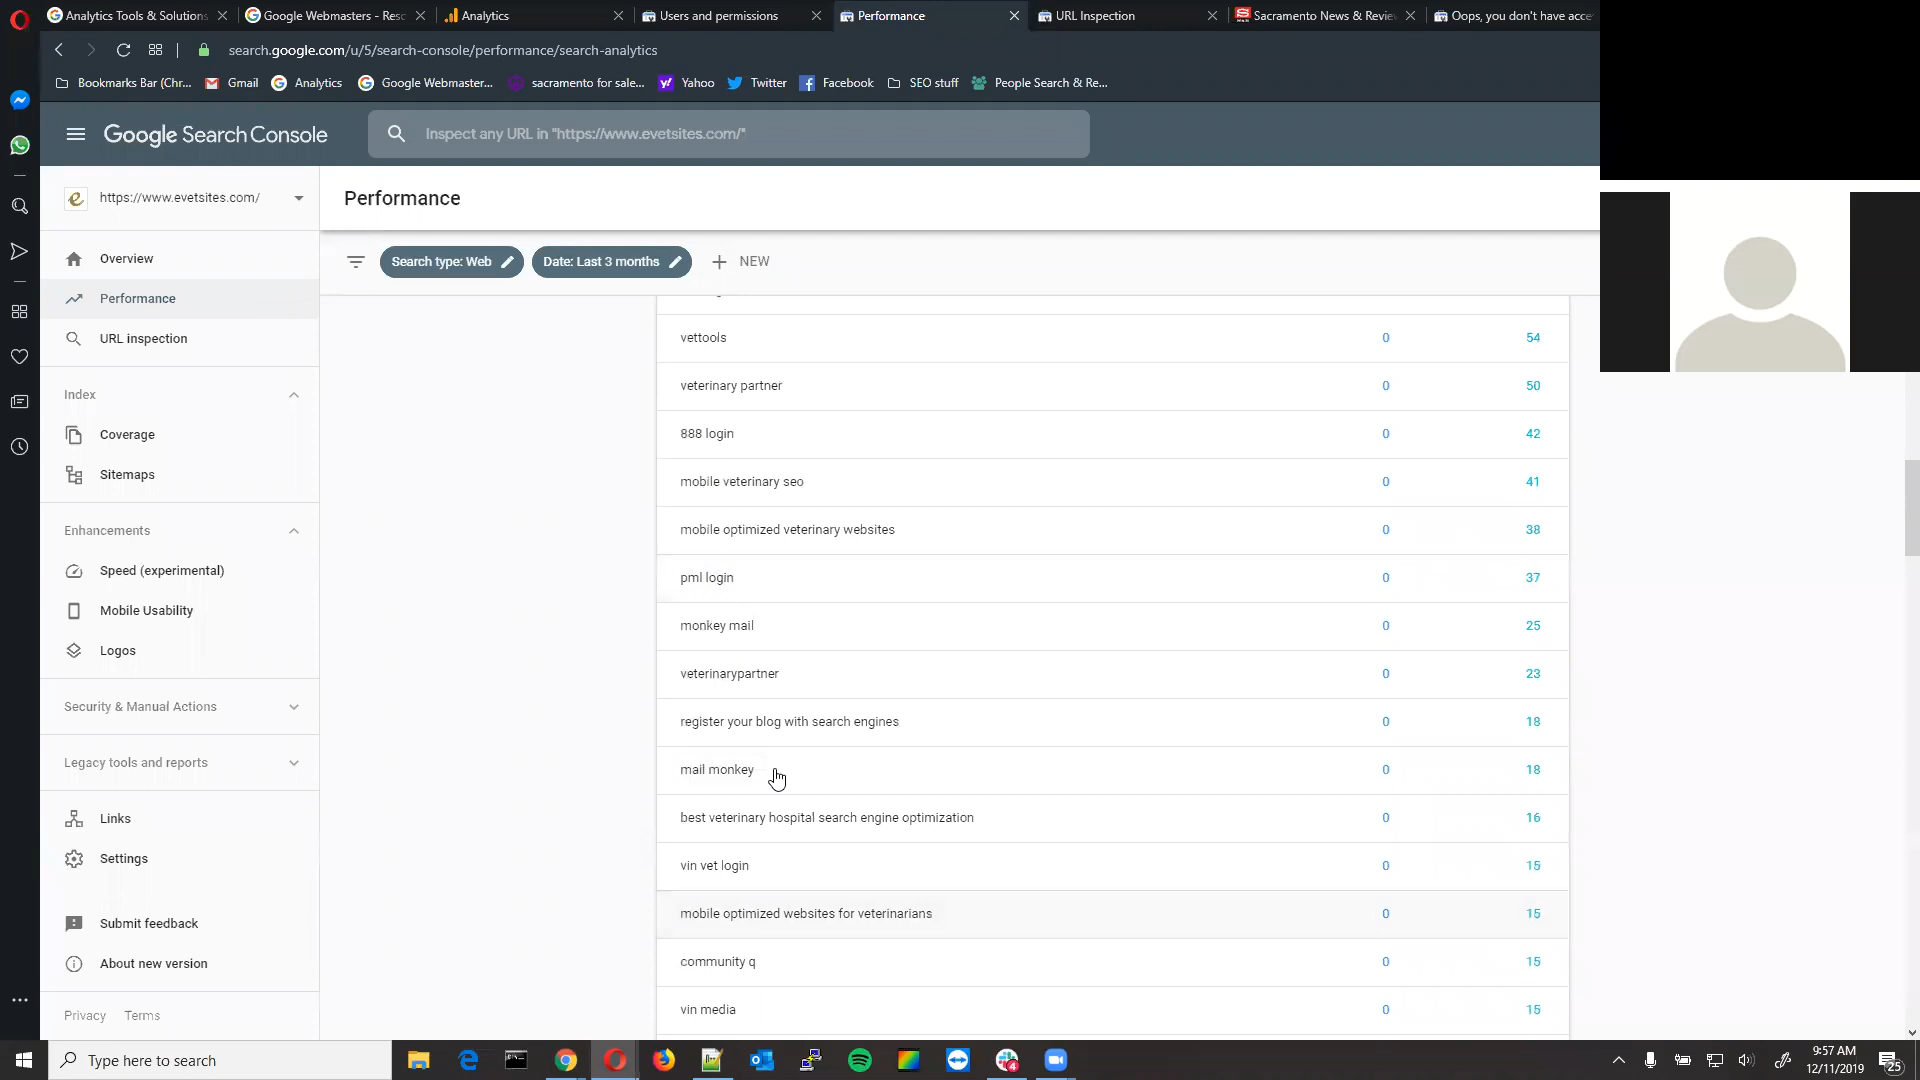 Analytics Tools & Solutions
Google Webmasters - Resc
Analytics
Users and permissions
Performance
URL Inspection
Sacramento News & Revie
Oops, you don't have acce
search.google.com/u/5/search-console/performance/search-analytics
Bookmarks Bar (Chr...
Gmail
Analytics
Google Webmaster...
sacramento for sale...
Yahoo
Twitter
Facebook
SEO stuff
People Search & Re...
Google Search Console
Inspect any URL in "https://www.evetsites.com/"
https://www.evetsites.com/
Performance
Search type: Web
Date: Last 3 months
NEW
Overview
Performance
URL inspection
Index
Coverage
Sitemaps
Enhancements
Speed (experimental)
Mobile Usability
Logos
Security & Manual Actions
Legacy tools and reports
Links
Settings
Submit feedback
About new version
Privacy Terms
vettools 0 54
veterinary partner 0 50
888 login 0 42
mobile veterinary seo 0 41
mobile optimized veterinary websites 0 38
pml login 0 37
monkey mail 0 25
veterinarypartner 0 23
register your blog with search engines 0 18
mail monkey 0 18
best veterinary hospital search engine optimization 0 16
vin vet login 0 15
mobile optimized websites for veterinarians 0 15
community q 0 15
vin media 0 15
Type here to search
4
9:57 AM
12/11/2019
25